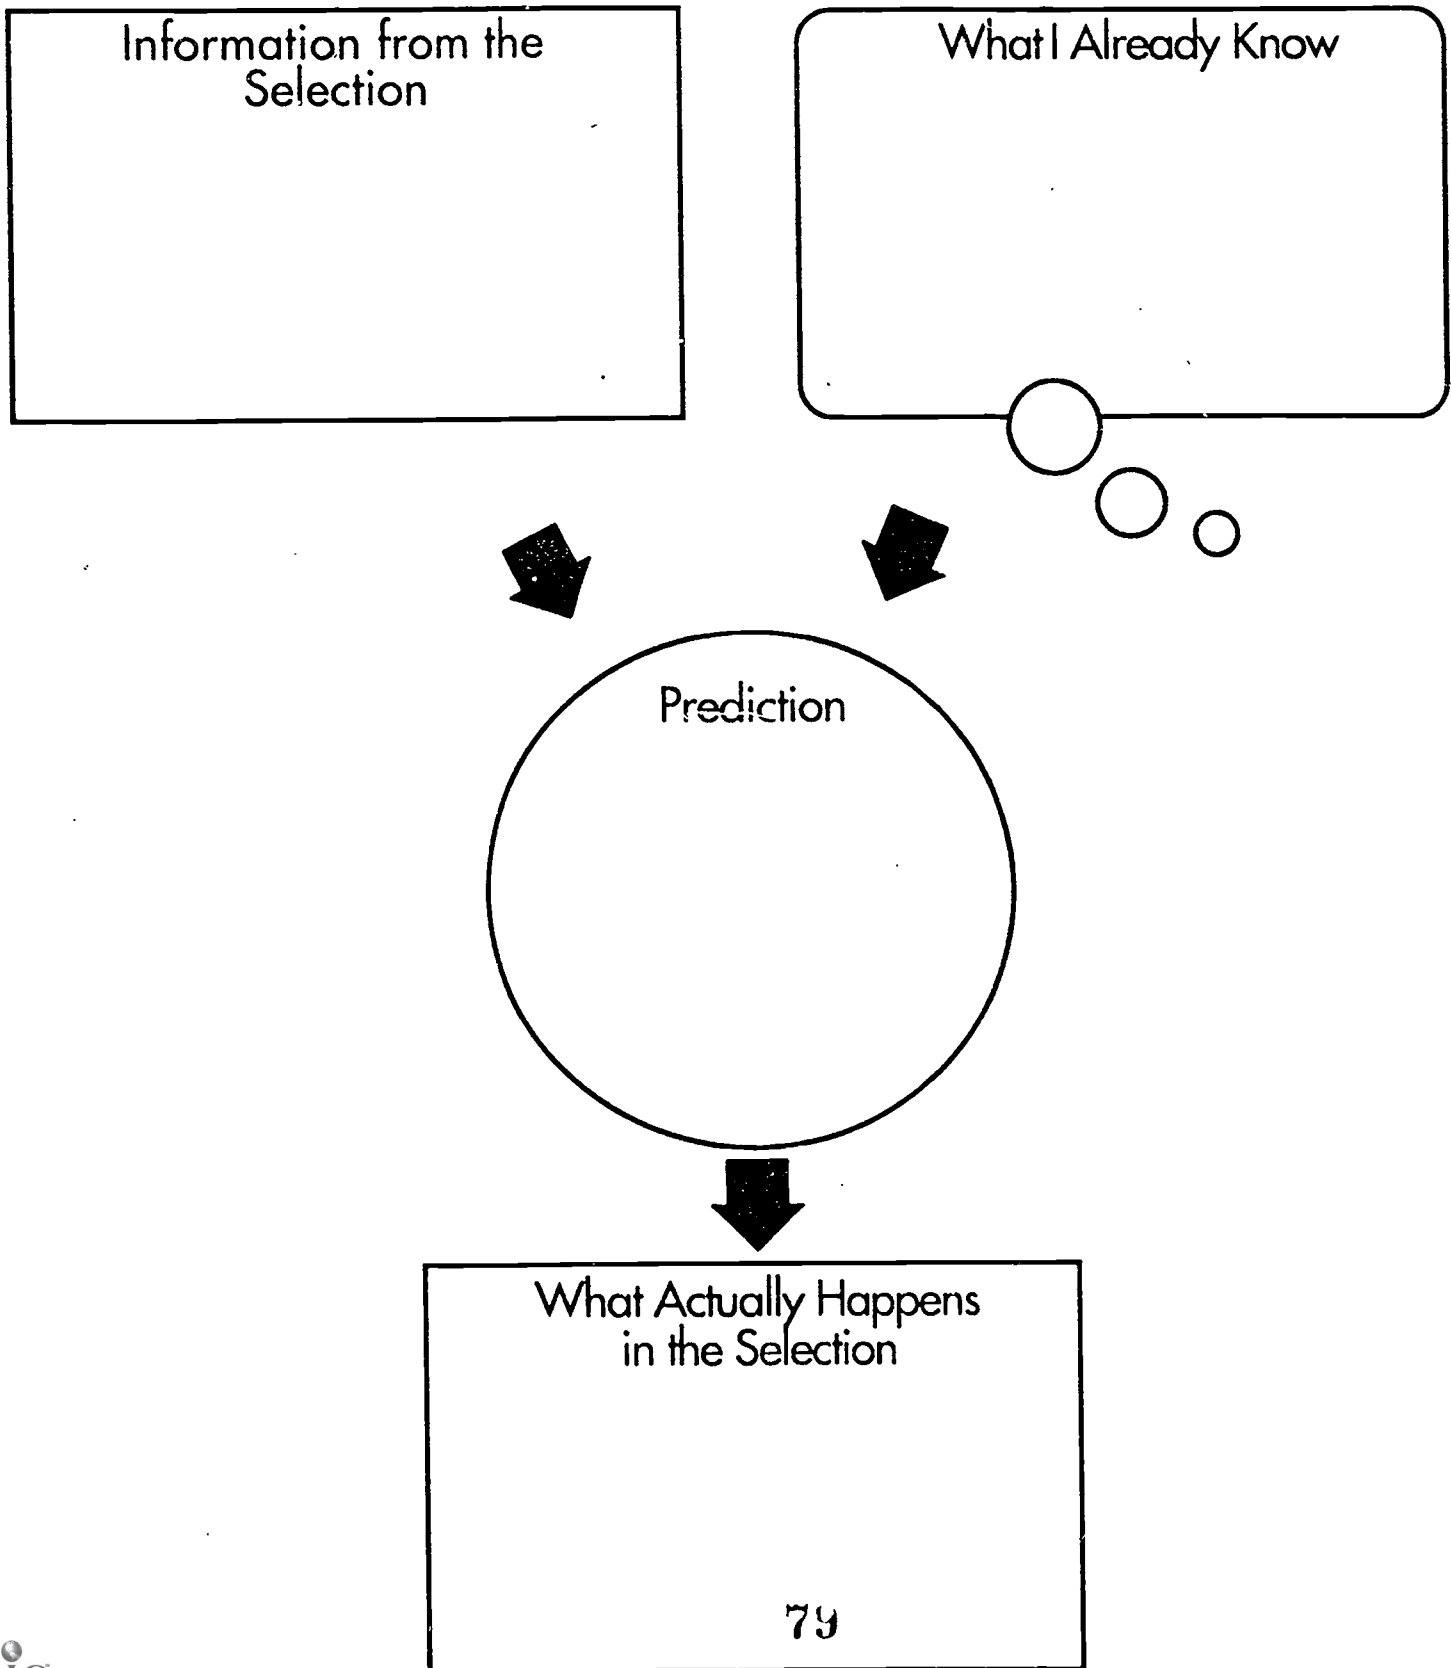 Information from the
Selection
What I Already Know
Prediction
What Actually Happens
in the Selection
79